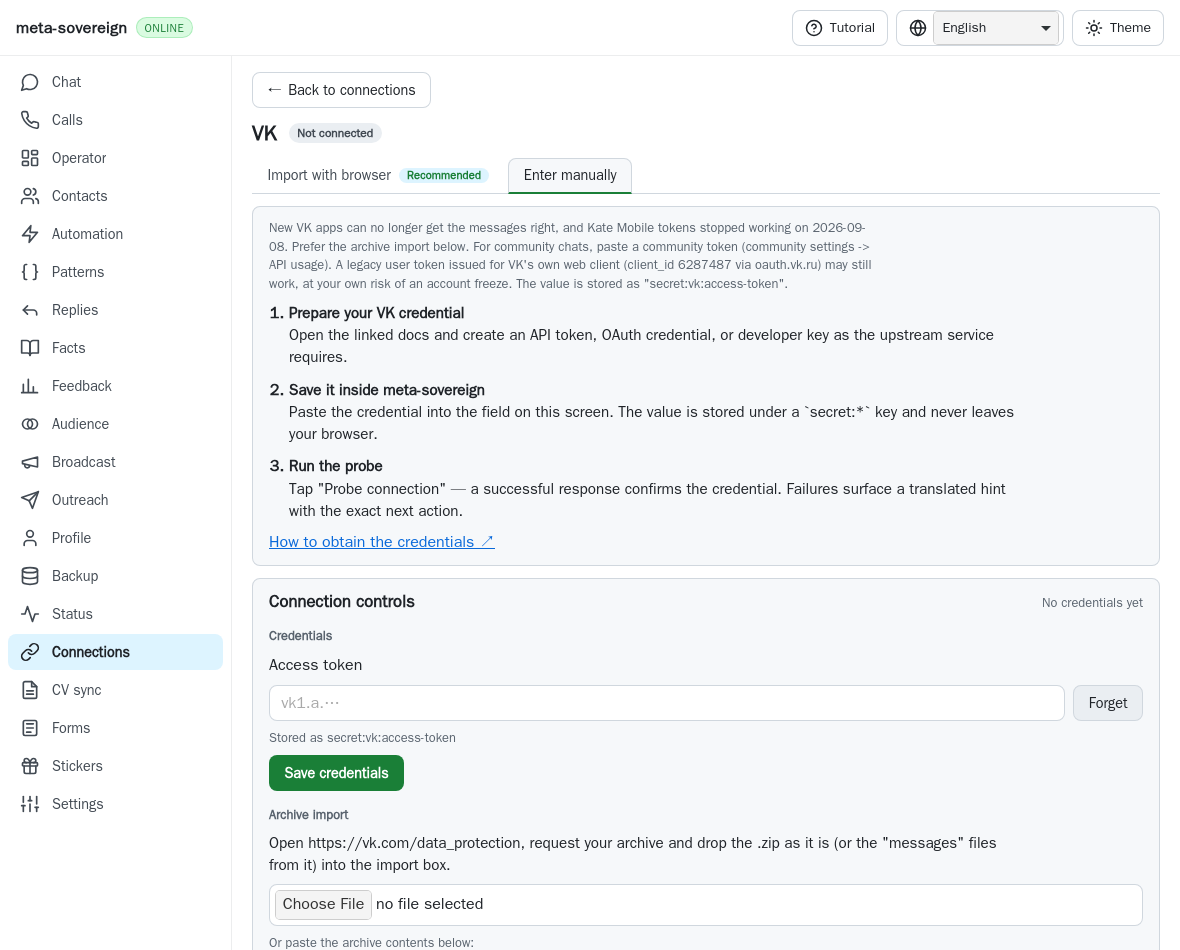 meta-sovereign ONLINE
Tutorial
English
Theme
Chat
Calls
Operator
Contacts
Automation
Patterns
Replies
Facts
Feedback
Audience
Broadcast
Outreach
Profile
Backup
Status
Connections
CV sync
Forms
Stickers
Settings
← Back to connections
VK Not connected
Import with browser Recommended
Enter manually
New VK apps can no longer get the messages right, and Kate Mobile tokens stopped working on 2026-09-
08. Prefer the archive import below. For community chats, paste a community token (community settings ->
API usage). A legacy user token issued for VK's own web client (client_id 6287487 via oauth.vk.ru) may still
work, at your own risk of an account freeze. The value is stored as "secret:vk:access-token".
1. Prepare your VK credential
Open the linked docs and create an API token, OAuth credential, or developer key as the upstream service
requires.
2. Save it inside meta-sovereign
Paste the credential into the field on this screen. The value is stored under a `secret:*` key and never leaves
your browser.
3. Run the probe
Tap "Probe connection" — a successful response confirms the credential. Failures surface a translated hint
with the exact next action.
How to obtain the credentials ↗
Connection controls
No credentials yet
Credentials
Access token
vk1.a.…
Forget
Stored as secret:vk:access-token
Save credentials
Archive import
Open https://vk.com/data_protection, request your archive and drop the .zip as it is (or the "messages" files
from it) into the import box.
Choose File no file selected
Or paste the archive contents below: